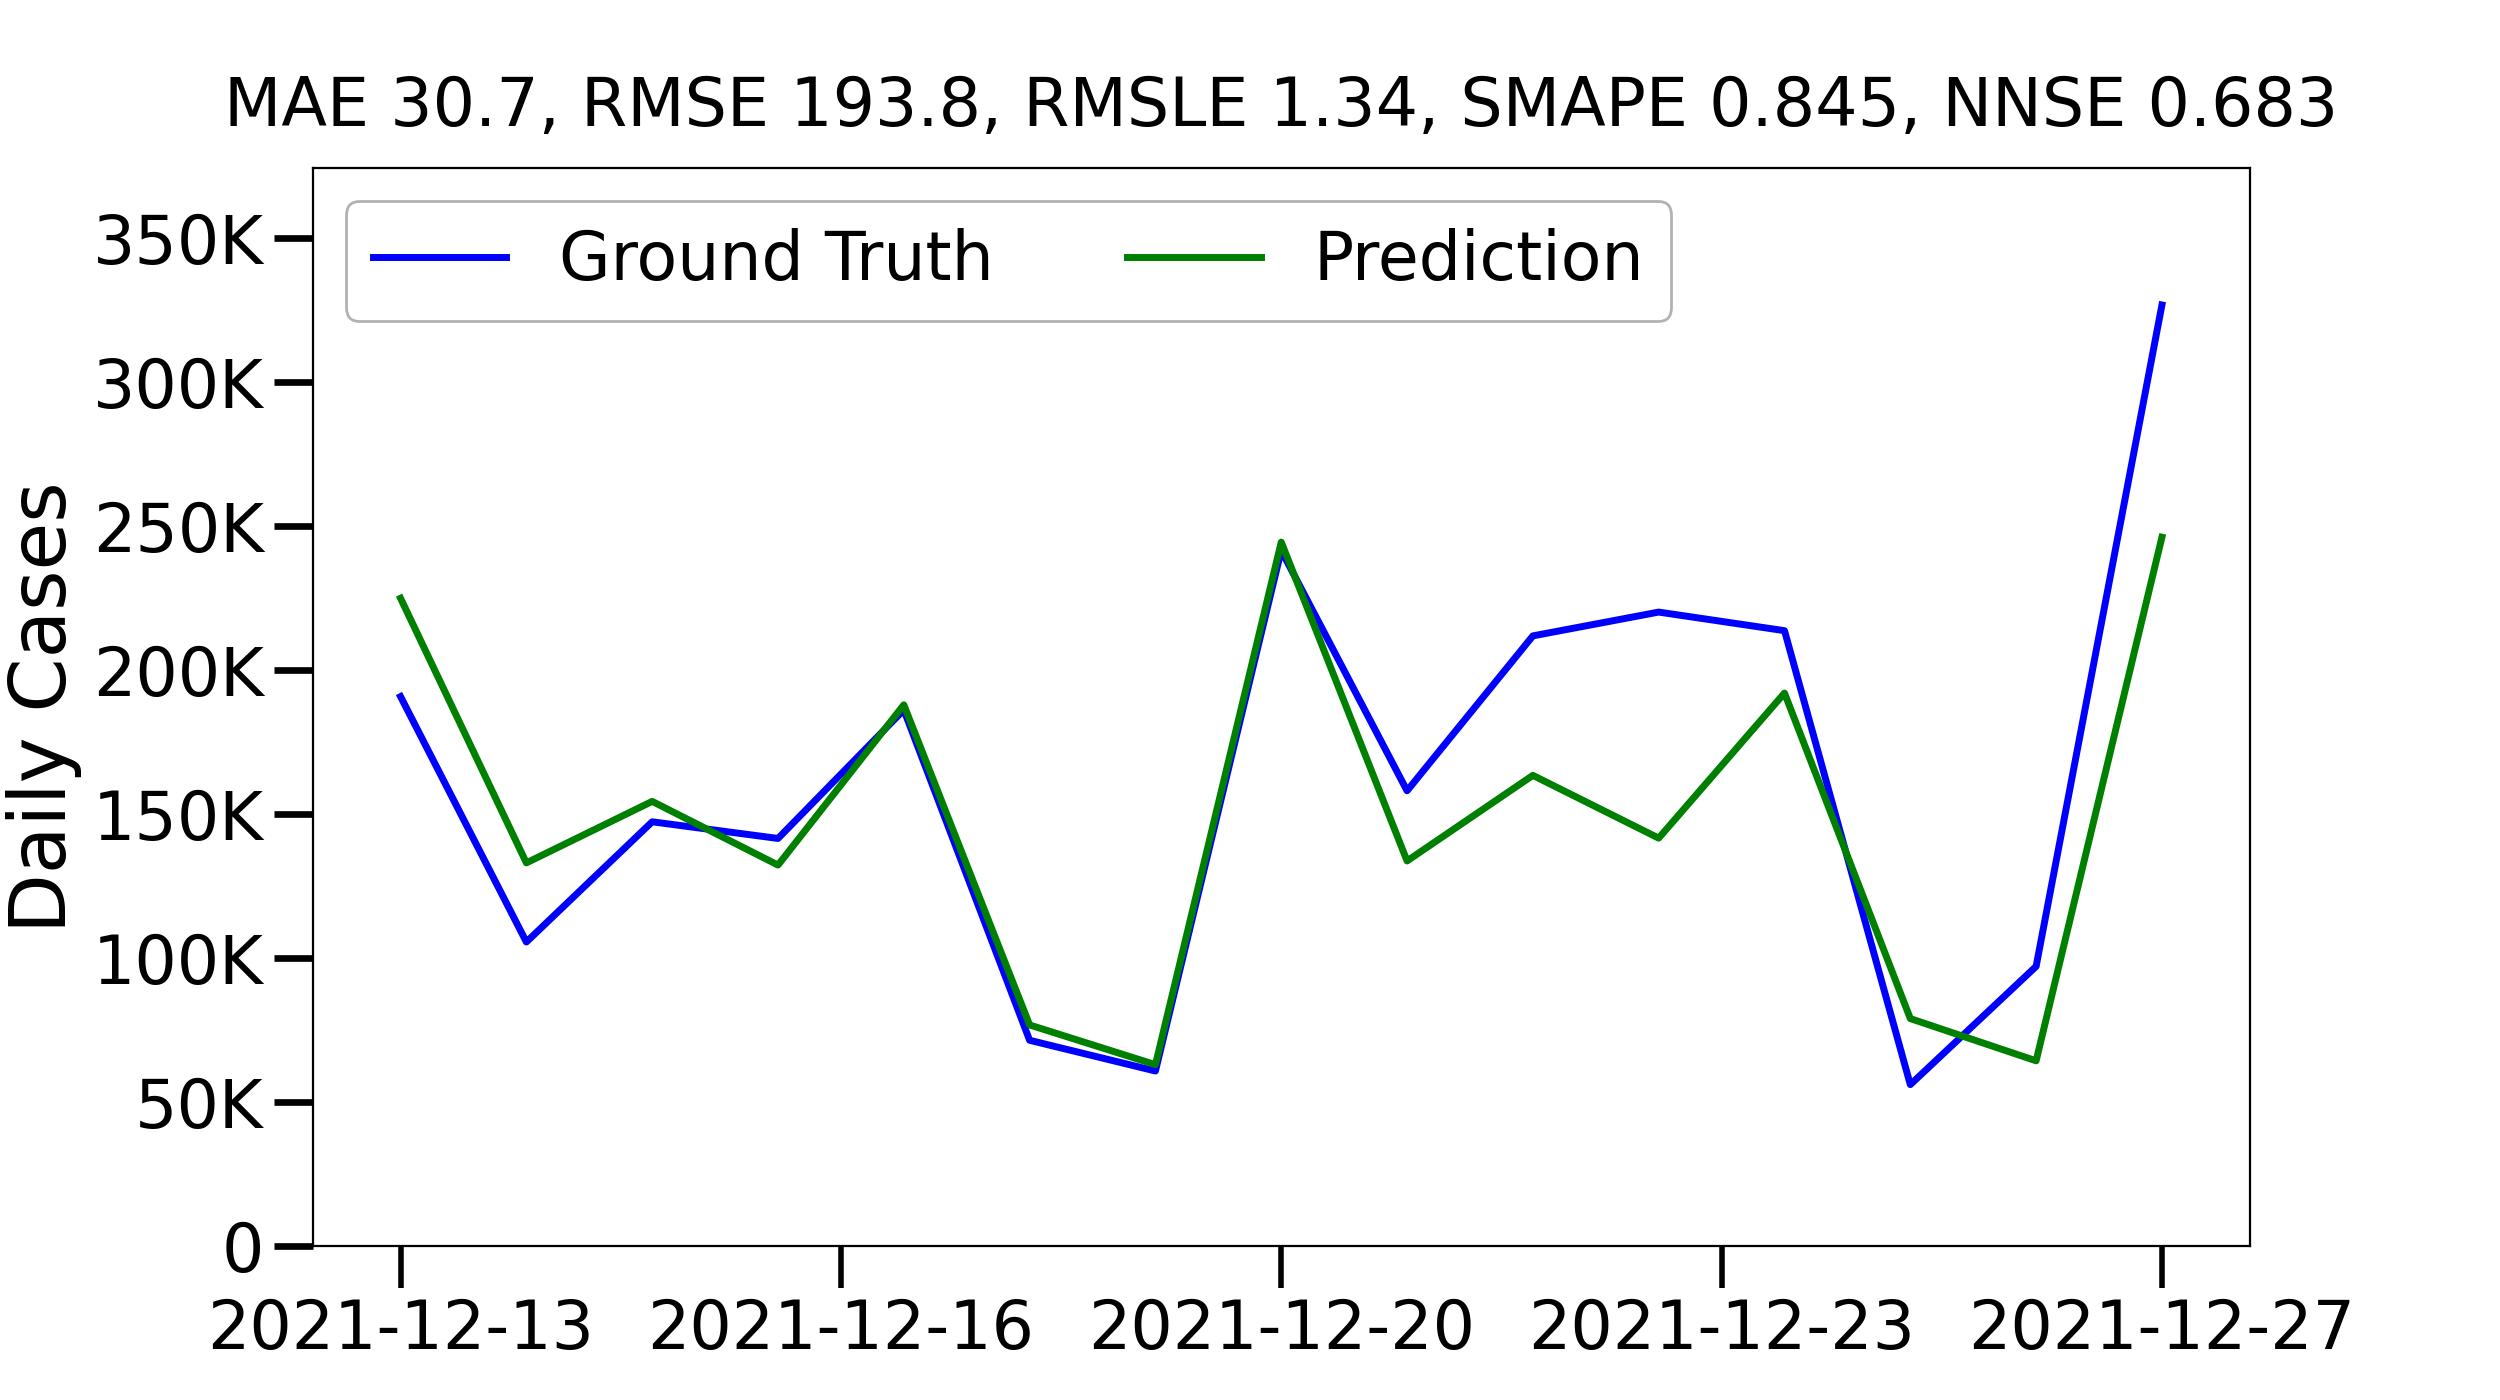 MAE 30.7, RMSE 193.8, RMSLE 1.34, SMAPE 0.845, NNSE 0.683
Ground Truth
Prediction
Daily Cases
350K
300K
250K
200K
150K
100K
50K
0
2021-12-13
2021-12-16
2021-12-20
2021-12-23
2021-12-27